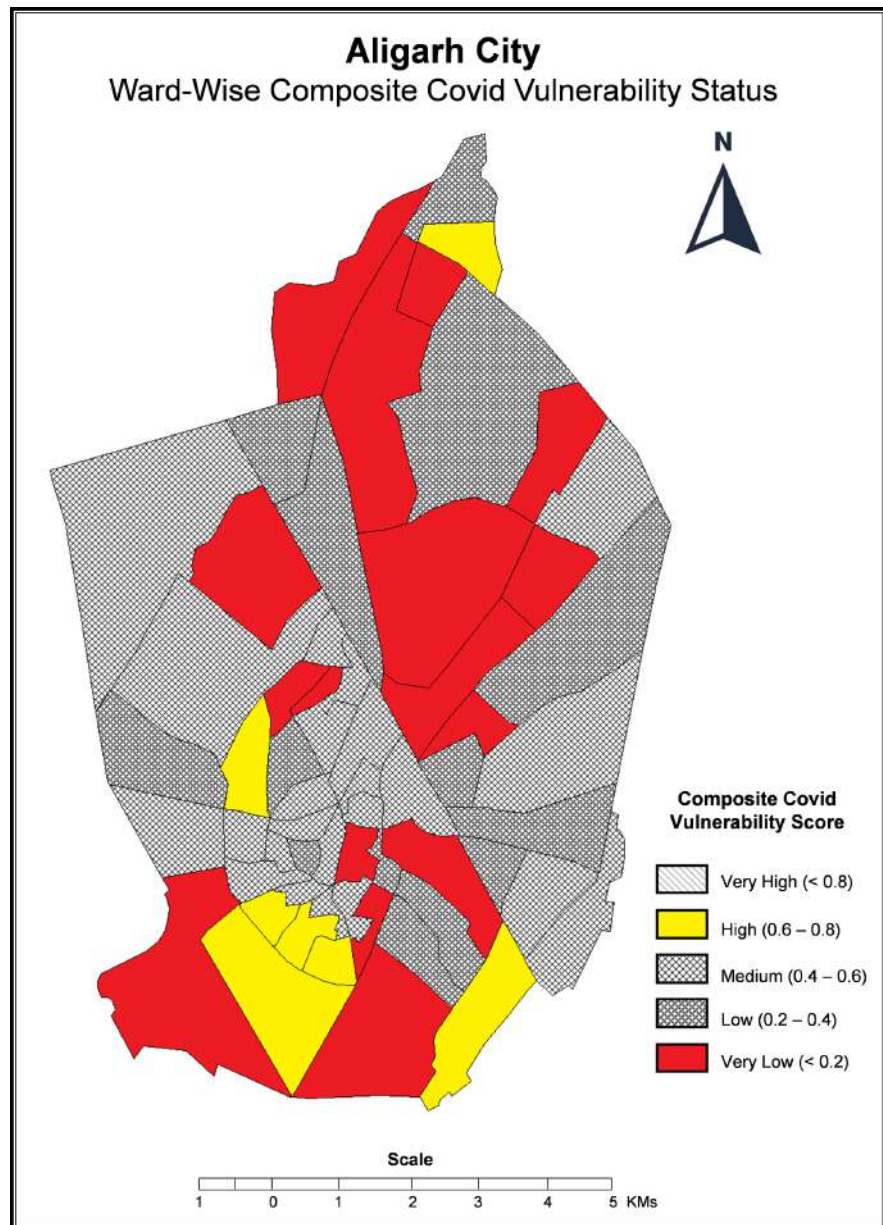 Aligarh City
Ward-Wise Composite Covid Vulnerability Status
N
Composite Covid
Vulnerability Score
Very High (< 0.8)
High (0.6 – 0.8)
Medium (0.4 – 0.6)
Low (0.2 – 0.4)
Very Low (< 0.2)
Scale
1 0 1 2 3 4 5 KMs